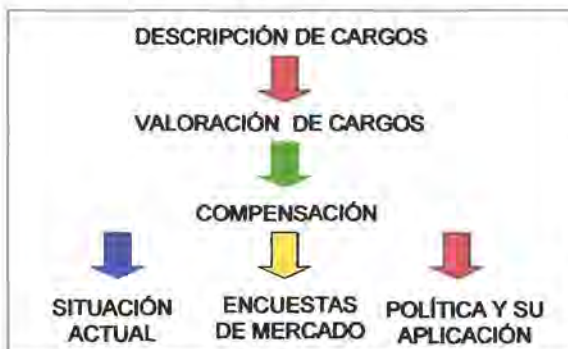 DESCRIPCIÓN DE CARGOS
VALORACIÓN DE CARGOS
COMPENSACIÓN
SITUACIÓN
ACTUAL
ENCUESTAS
DE MERCADO
POLÍTICA Y SU
APLICACIÓN